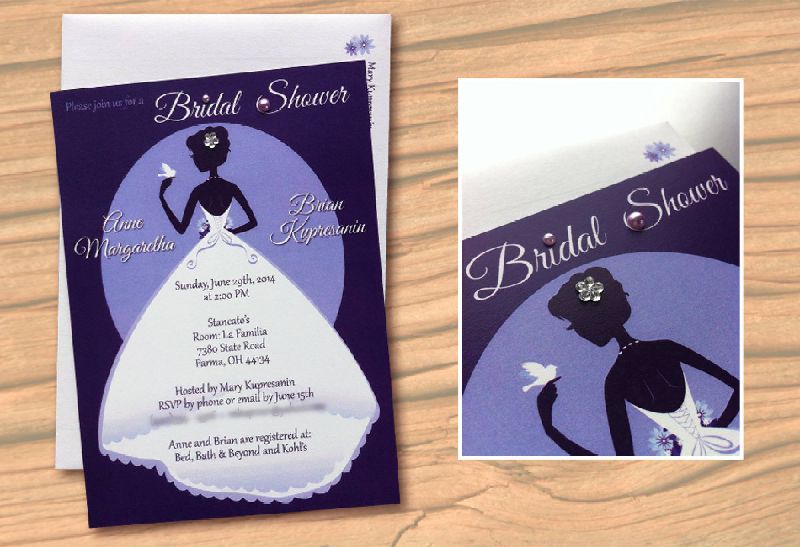 Please join us for a
Bridal Shower
Anne
Margaretha
Brian
Kupresanin
Sunday, June 29th, 2014
at 2:00 PM
Stancato's
Room: La Familia
7380 State Road
Parma, OH 44134
Hosted by Mary Kupresanin
RSVP by phone or email by June 15th
Anne and Brian are registered at:
Bed, Bath & Beyond and Kohl's
Mary Kupresanin
Bridal Shower